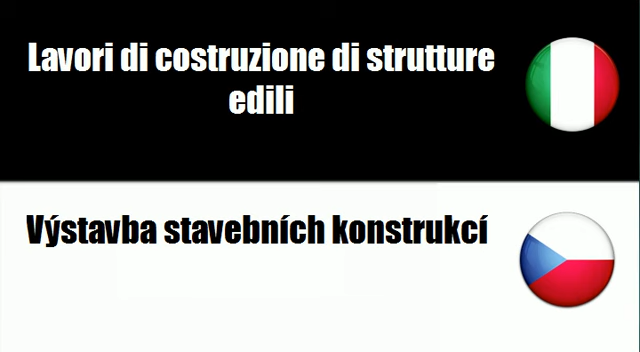 Lavori di costruzione di strutture
edili
Výstavba stavebních konstrukcí